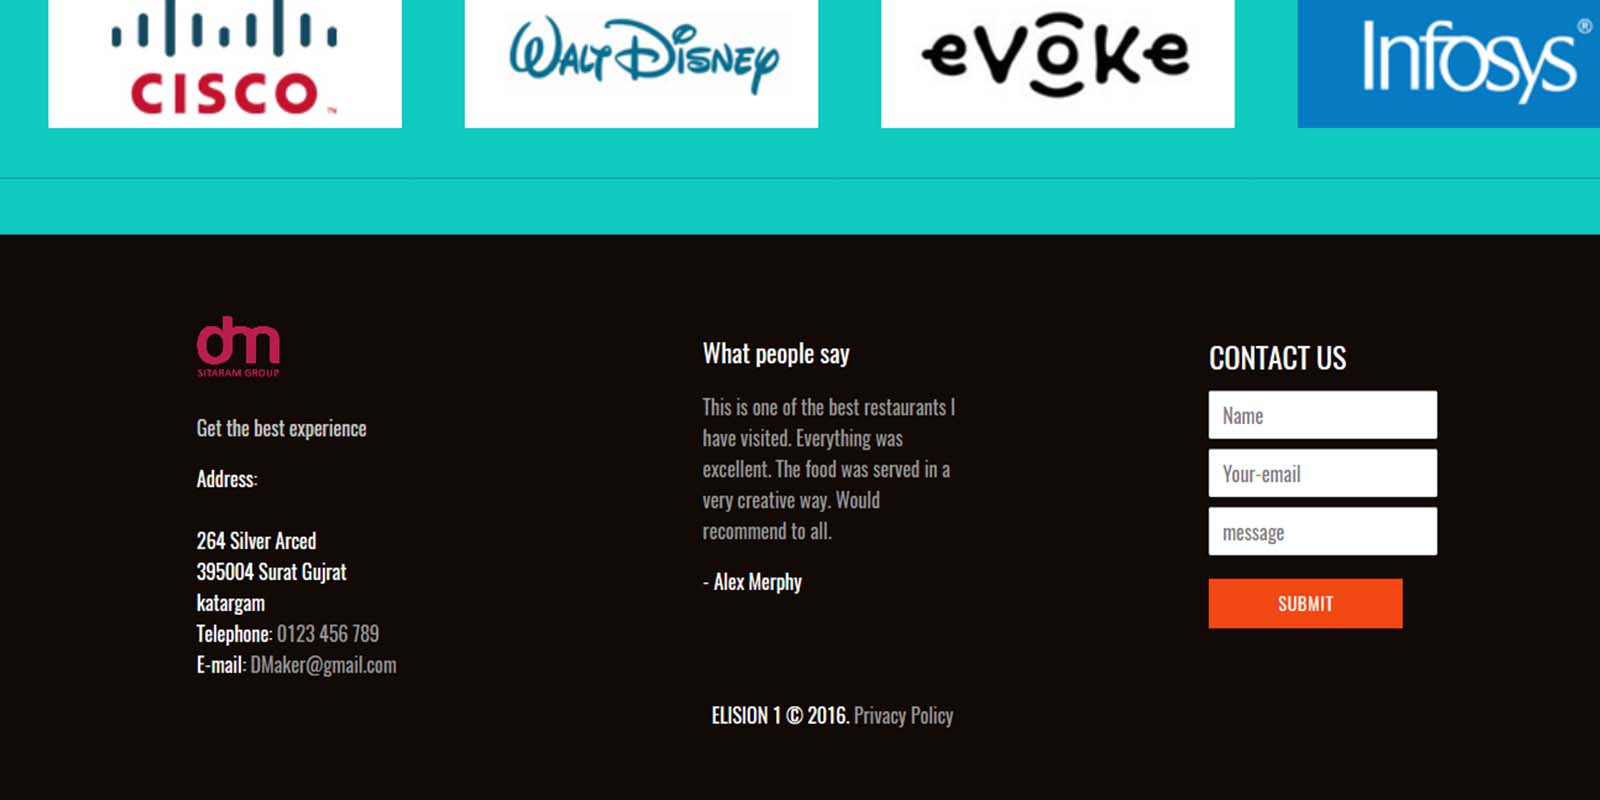 CISCO™
WALT DISNEY
evoke
Infosys®
dm
SITARAM GROUP
Get the best experience
Address:
264 Silver Arced
395004 Surat Gujrat
katargam
Telephone: 0123 456 789
E-mail: DMaker@gmail.com
What people say
This is one of the best restaurants I
have visited. Everything was
excellent. The food was served in a
very creative way. Would
recommend to all.
- Alex Merphy
CONTACT US
Name
Your-email
message
SUBMIT
ELISION 1 © 2016. Privacy Policy